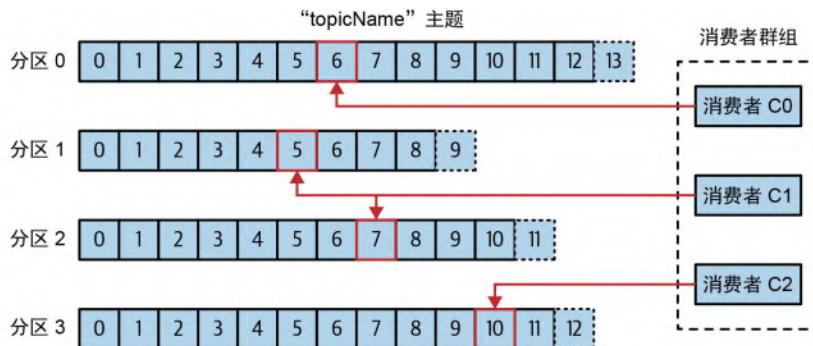 “topicName”主题
消费者群组
分区 0 0 1 2 3 4 5 6 7 8 9 10 11 12 13
消费者 C0
分区 1 0 1 2 3 4 5 6 7 8 9
消费者 C1
分区 2 0 1 2 3 4 5 6 7 8 9 10 11
消费者 C2
分区 3 0 1 2 3 4 5 6 7 8 9 10 11 12